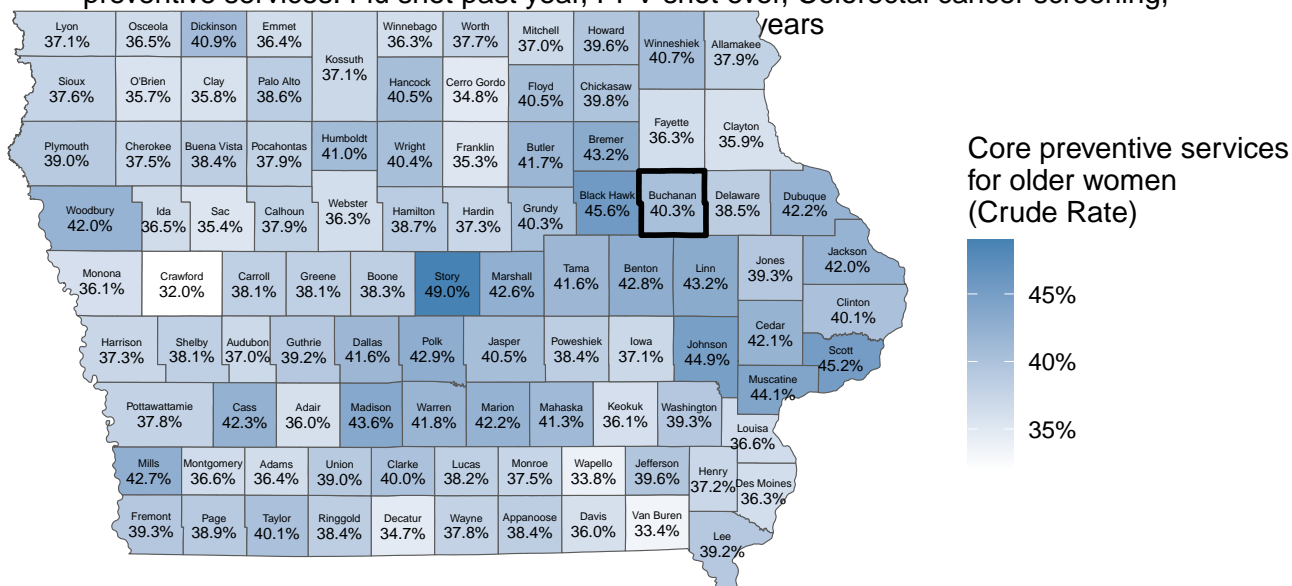 preventive services: Flu shot past year, PPV shot ever, Colorectal cancer screening,
years
Lyon Osceola Dickinson Emmet Winnebago Worth Mitchell Howard
37.1% 36.5% 40.9% 36.4% 36.3% 37.7% 37.0% 39.6%
Kossuth Winneshiek Allamakee
37.1% 40.7% 37.9%
Sioux O'Brien Clay Palo Alto Hancock Cerro Gordo Floyd Chickasaw
37.6% 35.7% 35.8% 38.6% 40.5% 34.8% 40.5% 39.8%
Fayette Clayton
36.3% 35.9%
Plymouth Cherokee Buena Vista Pocahontas Humboldt Wright Franklin Butler Bremer
39.0% 37.5% 38.4% 37.9% 41.0% 40.4% 35.3% 41.7% 43.2%
Woodbury Ida Sac Calhoun Webster Hamilton Hardin Grundy Black Hawk Buchanan Delaware Dubuque
42.0% 36.5% 35.4% 37.9% 36.3% 38.7% 37.3% 40.3% 45.6% 40.3% 38.5% 42.2%
Monona Crawford Carroll Greene Boone Story Marshall Tama Benton Linn Jones Jackson
36.1% 32.0% 38.1% 38.1% 38.3% 49.0% 42.6% 41.6% 42.8% 43.2% 39.3% 42.0%
Clinton
40.1%
Harrison Shelby Audubon Guthrie Dallas Polk Jasper Poweshiek Iowa Johnson Cedar Scott
37.3% 38.1% 37.0% 39.2% 41.6% 42.9% 40.5% 38.4% 37.1% 44.9% 42.1% 45.2%
Muscatine
44.1%
Pottawattamie Cass Adair Madison Warren Marion Mahaska Keokuk Washington
37.8% 42.3% 36.0% 43.6% 41.8% 42.2% 41.3% 36.1% 39.3%
Louisa
36.6%
Mills Montgomery Adams Union Clarke Lucas Monroe Wapello Jefferson Henry Des Moines
42.7% 36.6% 36.4% 39.0% 40.0% 38.2% 37.5% 33.8% 39.6% 37.2% 36.3%
Fremont Page Taylor Ringgold Decatur Wayne Appanoose Davis Van Buren Lee
39.3% 38.9% 40.1% 38.4% 34.7% 37.8% 38.4% 36.0% 33.4% 39.2%
Core preventive services
for older women
(Crude Rate)
45%
40%
35%